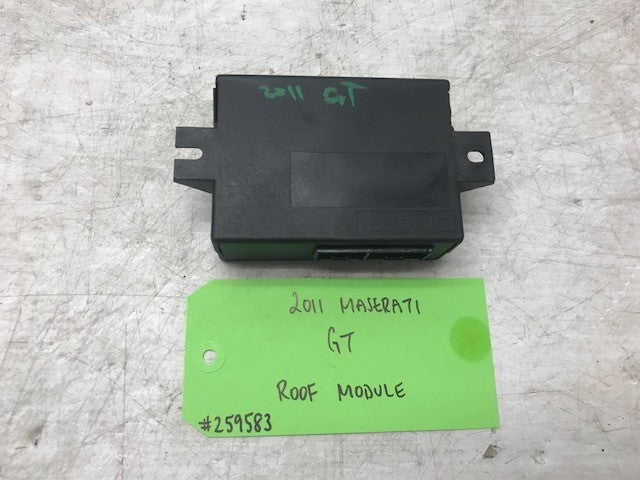 2011 GT
2011 MASERATI
GT
ROOF MODULE
#259583